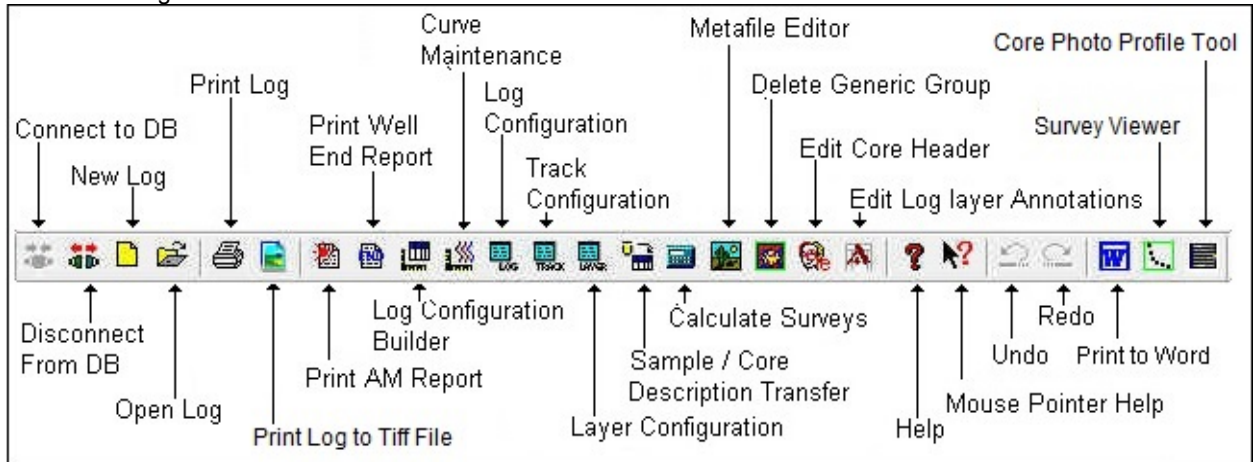 Curve
Maintenance
Metafile Editor
Core Photo Profile Tool
Print Log
Log
Configuration
Delete Generic Group
Connect to DB
Print Well
End Report
Survey Viewer
New Log
Track
Configuration
Edit Core Header
Edit Log layer Annotations
END
LOG
TRACK
LAYER
W
Disconnect
From DB
Log Configuration
Builder
Calculate Surveys
Redo
Undo
Print to Word
Print AM Report
Sample / Core
Description Transfer
Open Log
Mouse Pointer Help
Print Log to Tiff File
Layer Configuration
Help